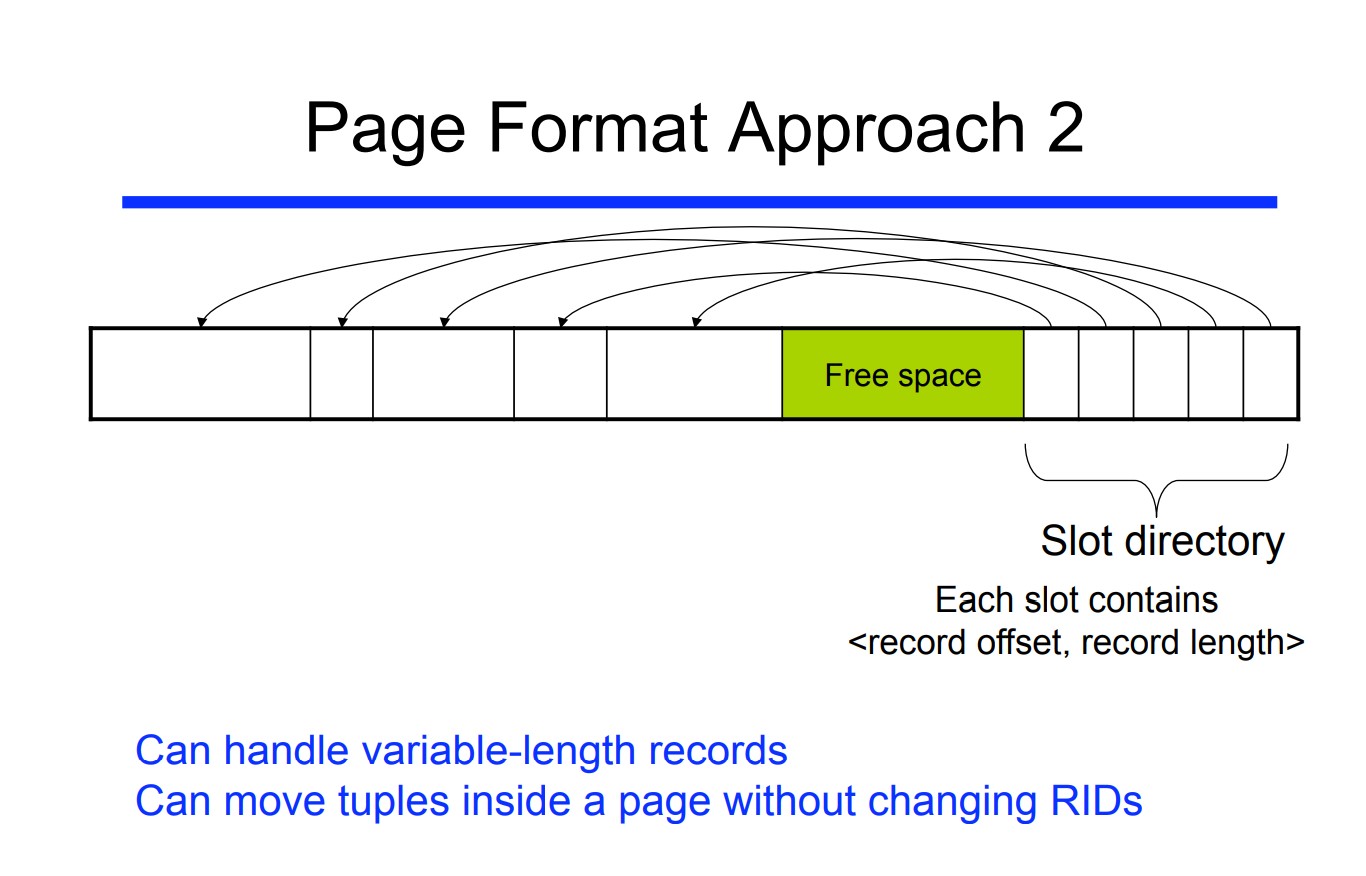 Page Format Approach 2
Free space
Slot directory
Each slot contains
<record offset, record length>
Can handle variable-length records
Can move tuples inside a page without changing RIDs